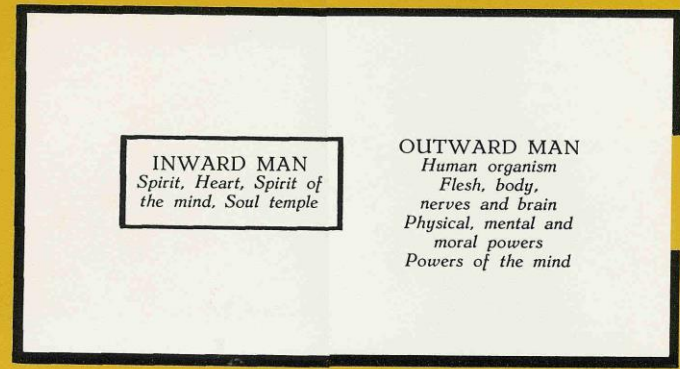 INWARD MAN
Spirit, Heart, Spirit of
the mind, Soul temple
OUTWARD MAN
Human organism
Flesh, body,
nerves and brain
Physical, mental and
moral powers
Powers of the mind